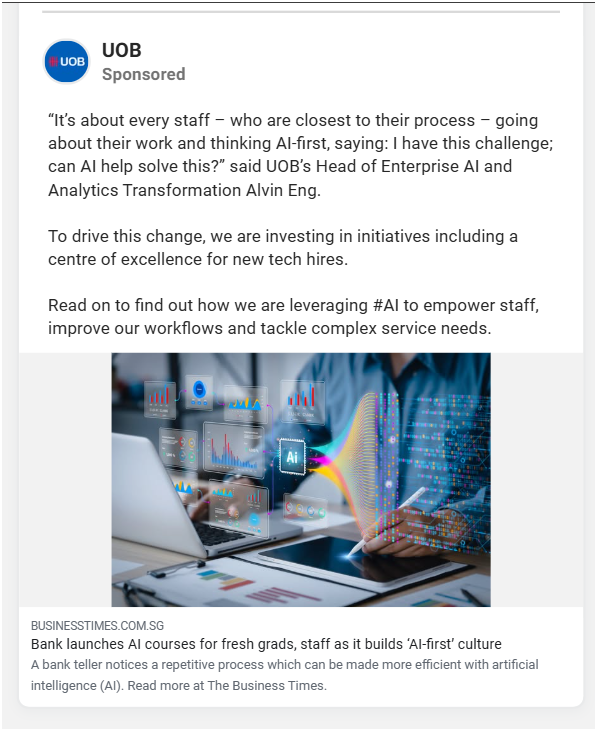 UOB
UOB
Sponsored
“It’s about every staff – who are closest to their process – going
about their work and thinking AI-first, saying: I have this challenge;
can AI help solve this?” said UOB’s Head of Enterprise AI and
Analytics Transformation Alvin Eng.
To drive this change, we are investing in initiatives including a
centre of excellence for new tech hires.
Read on to find out how we are leveraging #AI to empower staff,
improve our workflows and tackle complex service needs.
Ai
BUSINESSTIMES.COM.SG
Bank launches AI courses for fresh grads, staff as it builds ‘AI-first’ culture
A bank teller notices a repetitive process which can be made more efficient with artificial
intelligence (AI). Read more at The Business Times.